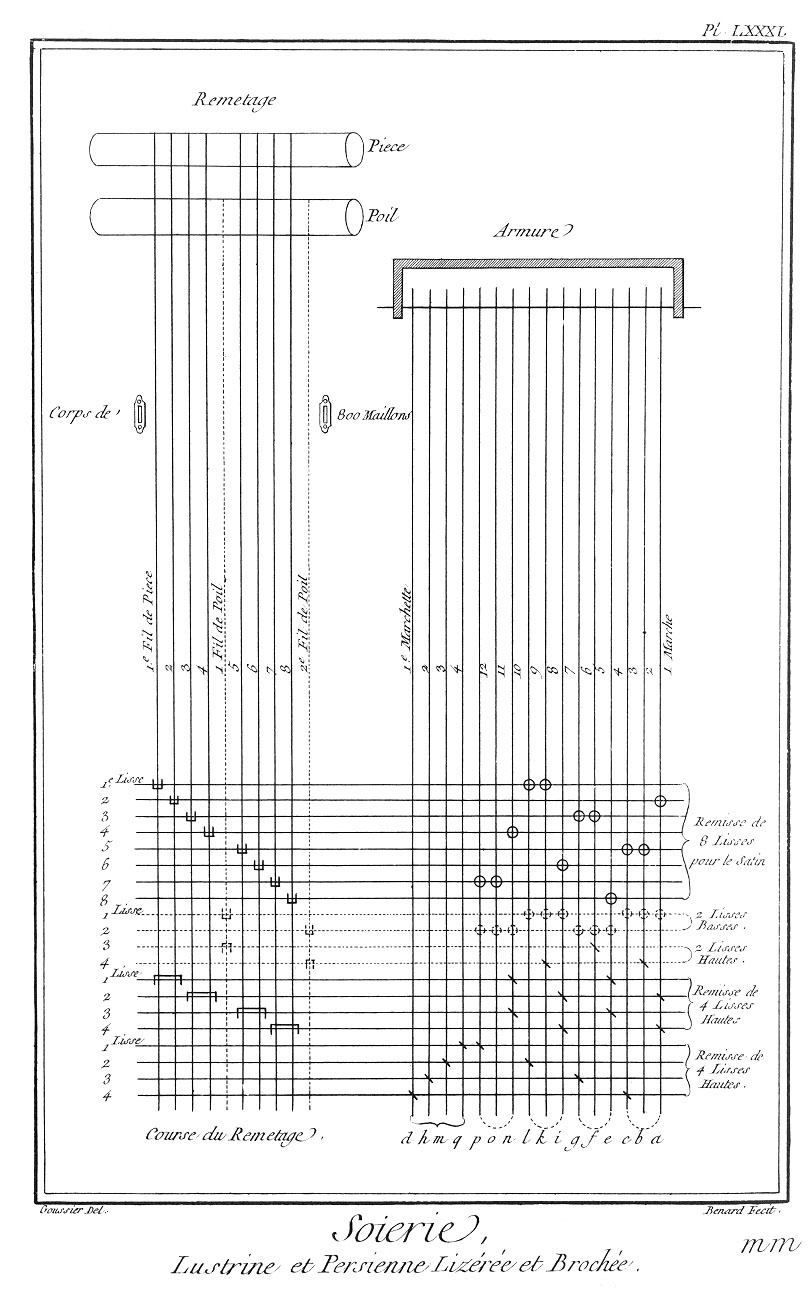 Pl. LXXXI.
Remetage
Piece
Poil
Armure
Corps de
800 Maillons
1.e Fil de Piece
2
3
4
1 Fil de Poil
5
6
7
8
2.e Fil de Poil
1.e Marchette
2
3
4
12
11
10
9
8
7
6
5
4
3
2
1 Marche
1.e Lisse
2
3
4
5
6
7
8
Remisse de
8 Lisses
pour le Satin
1 Lisse
2
3
4
2 Lisses
Basses.
2 Lisses
Hautes.
1 Lisse
2
3
4
Remisse de
4 Lisses
Hautes
1 Lisse
2
3
4
Remisse de
4 Lisses
Hautes.
Course du Remetage.
d h m q p o n l k i g f e c b a
Goussier Del.
Benard Fecit.
Soierie,
mm
Lustrine et Persienne Lizérée et Brochée.